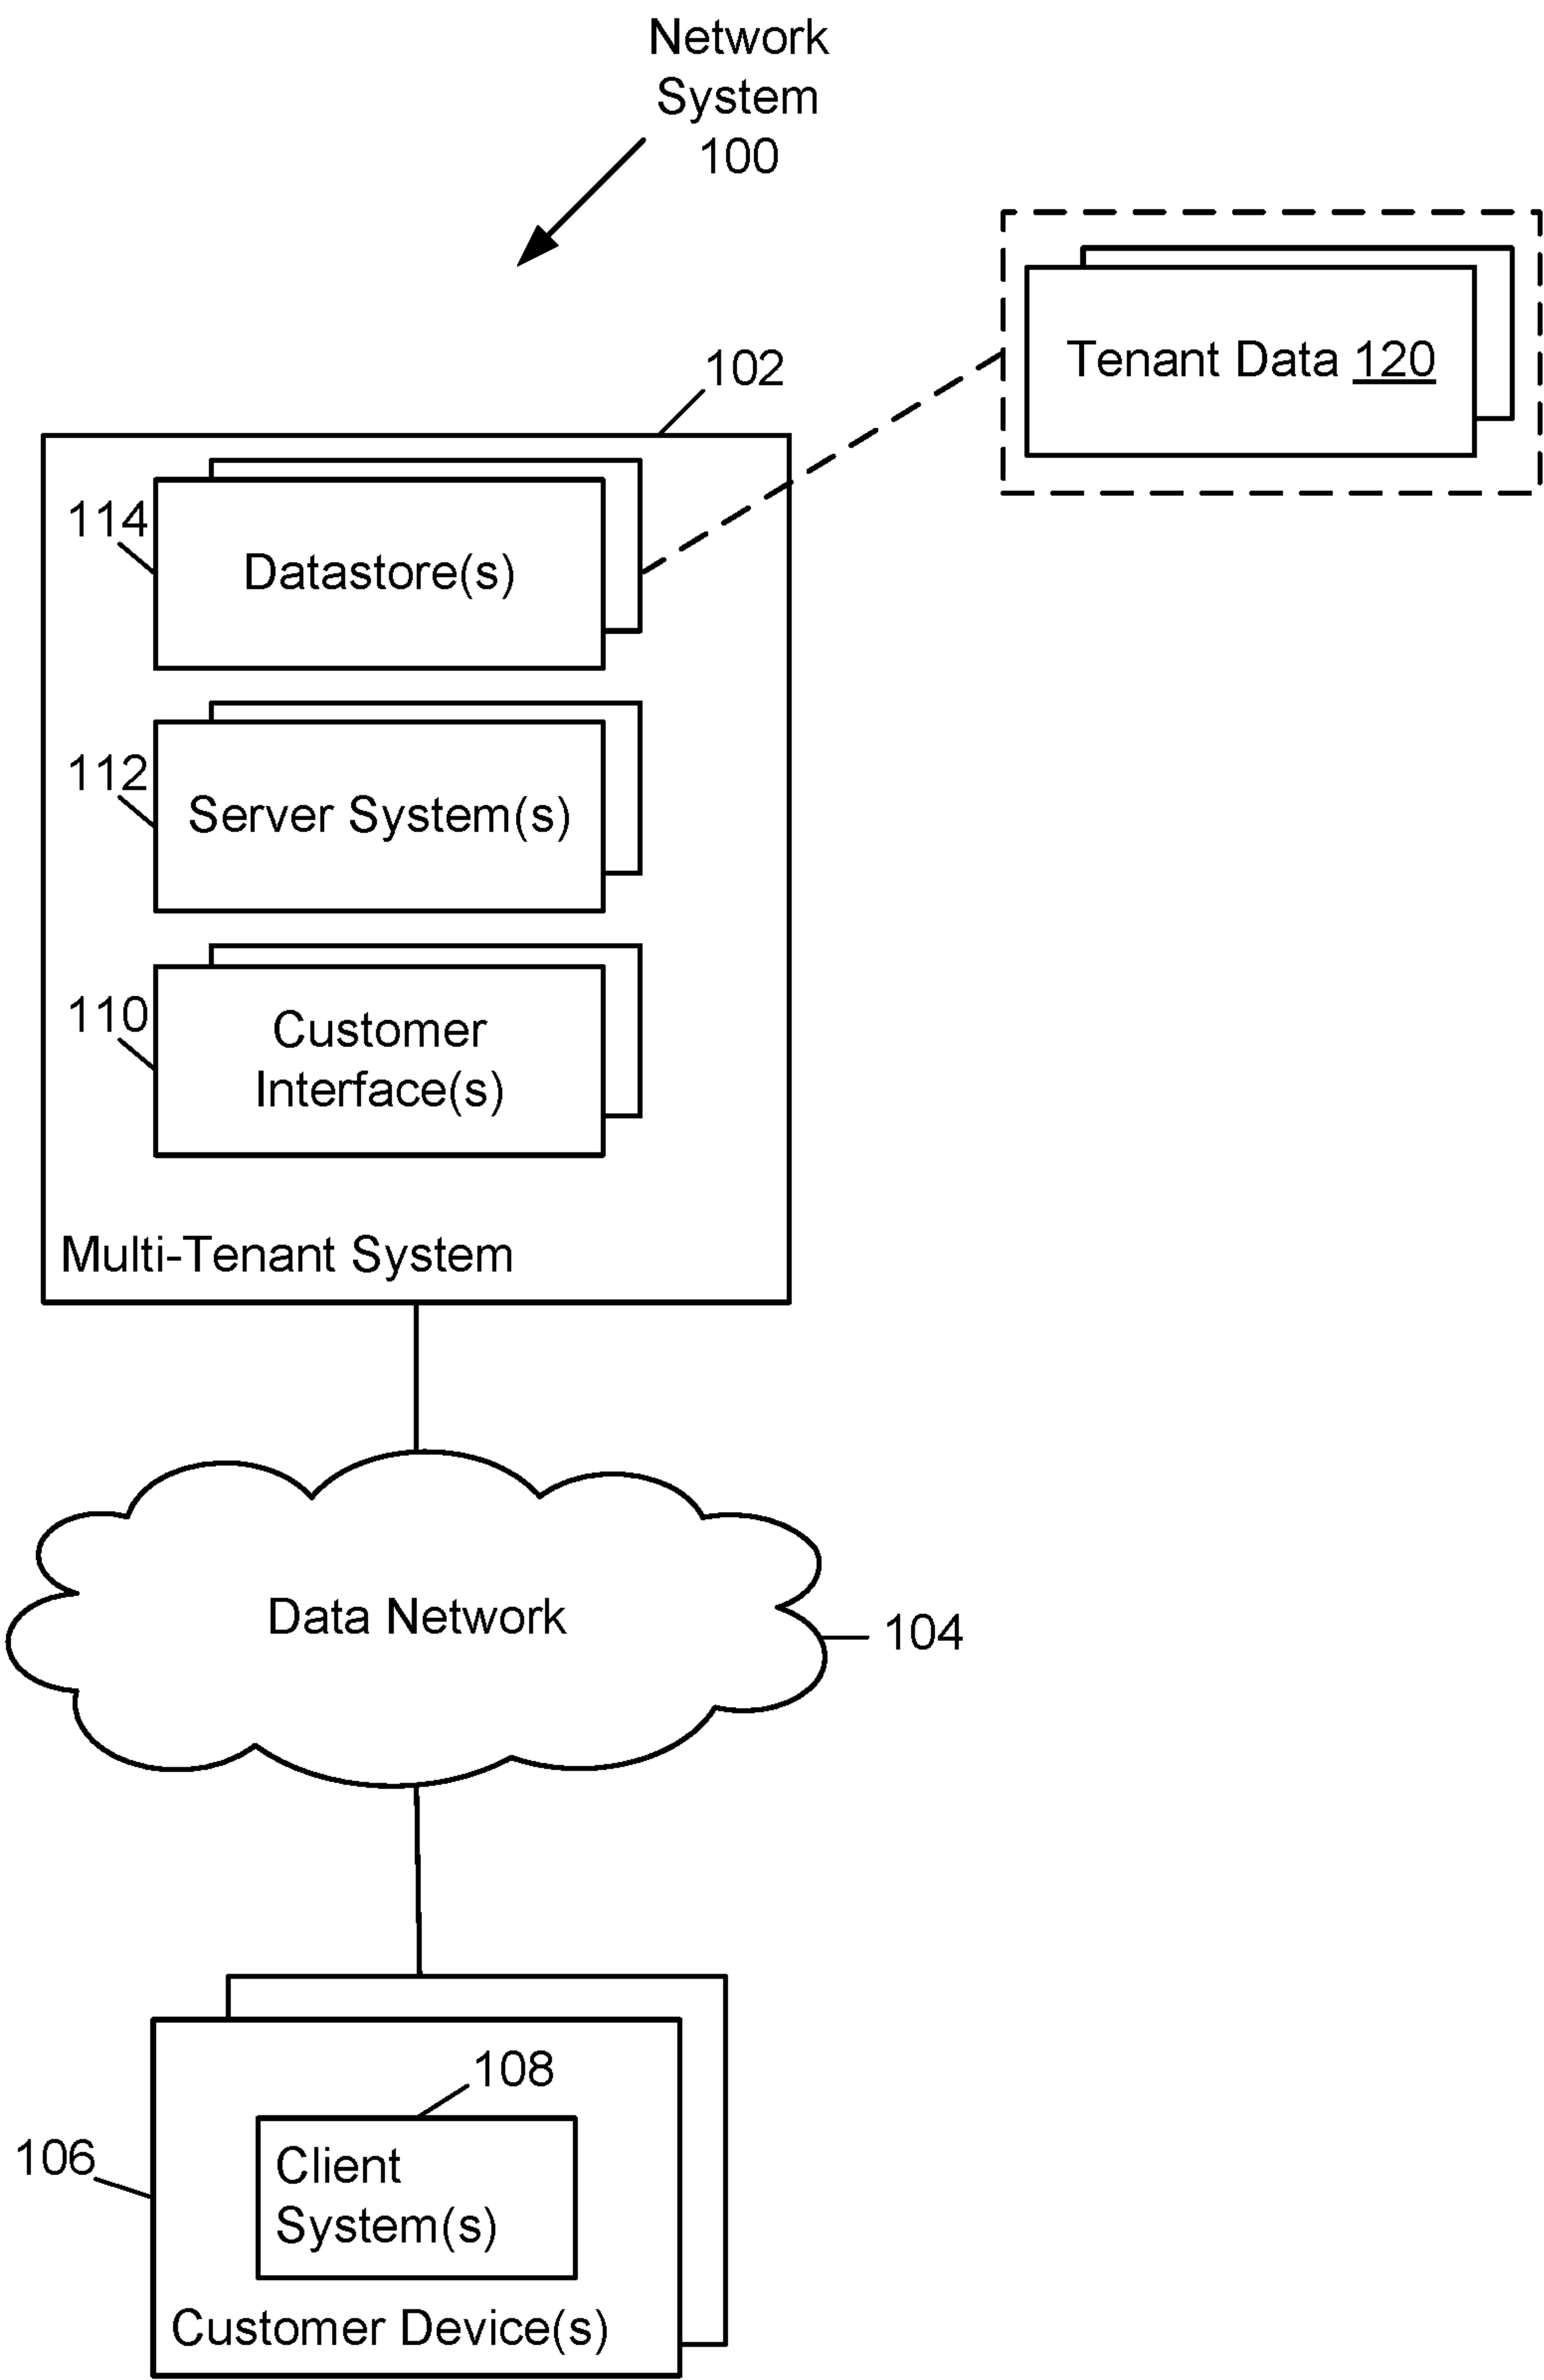 Network
System
100
Tenant Data 120
102
114
Datastore(s)
112
Server System(s)
110
Customer
Interface(s)
Multi-Tenant System
Data Network
104
108
106
Client
System(s)
Customer Device(s)